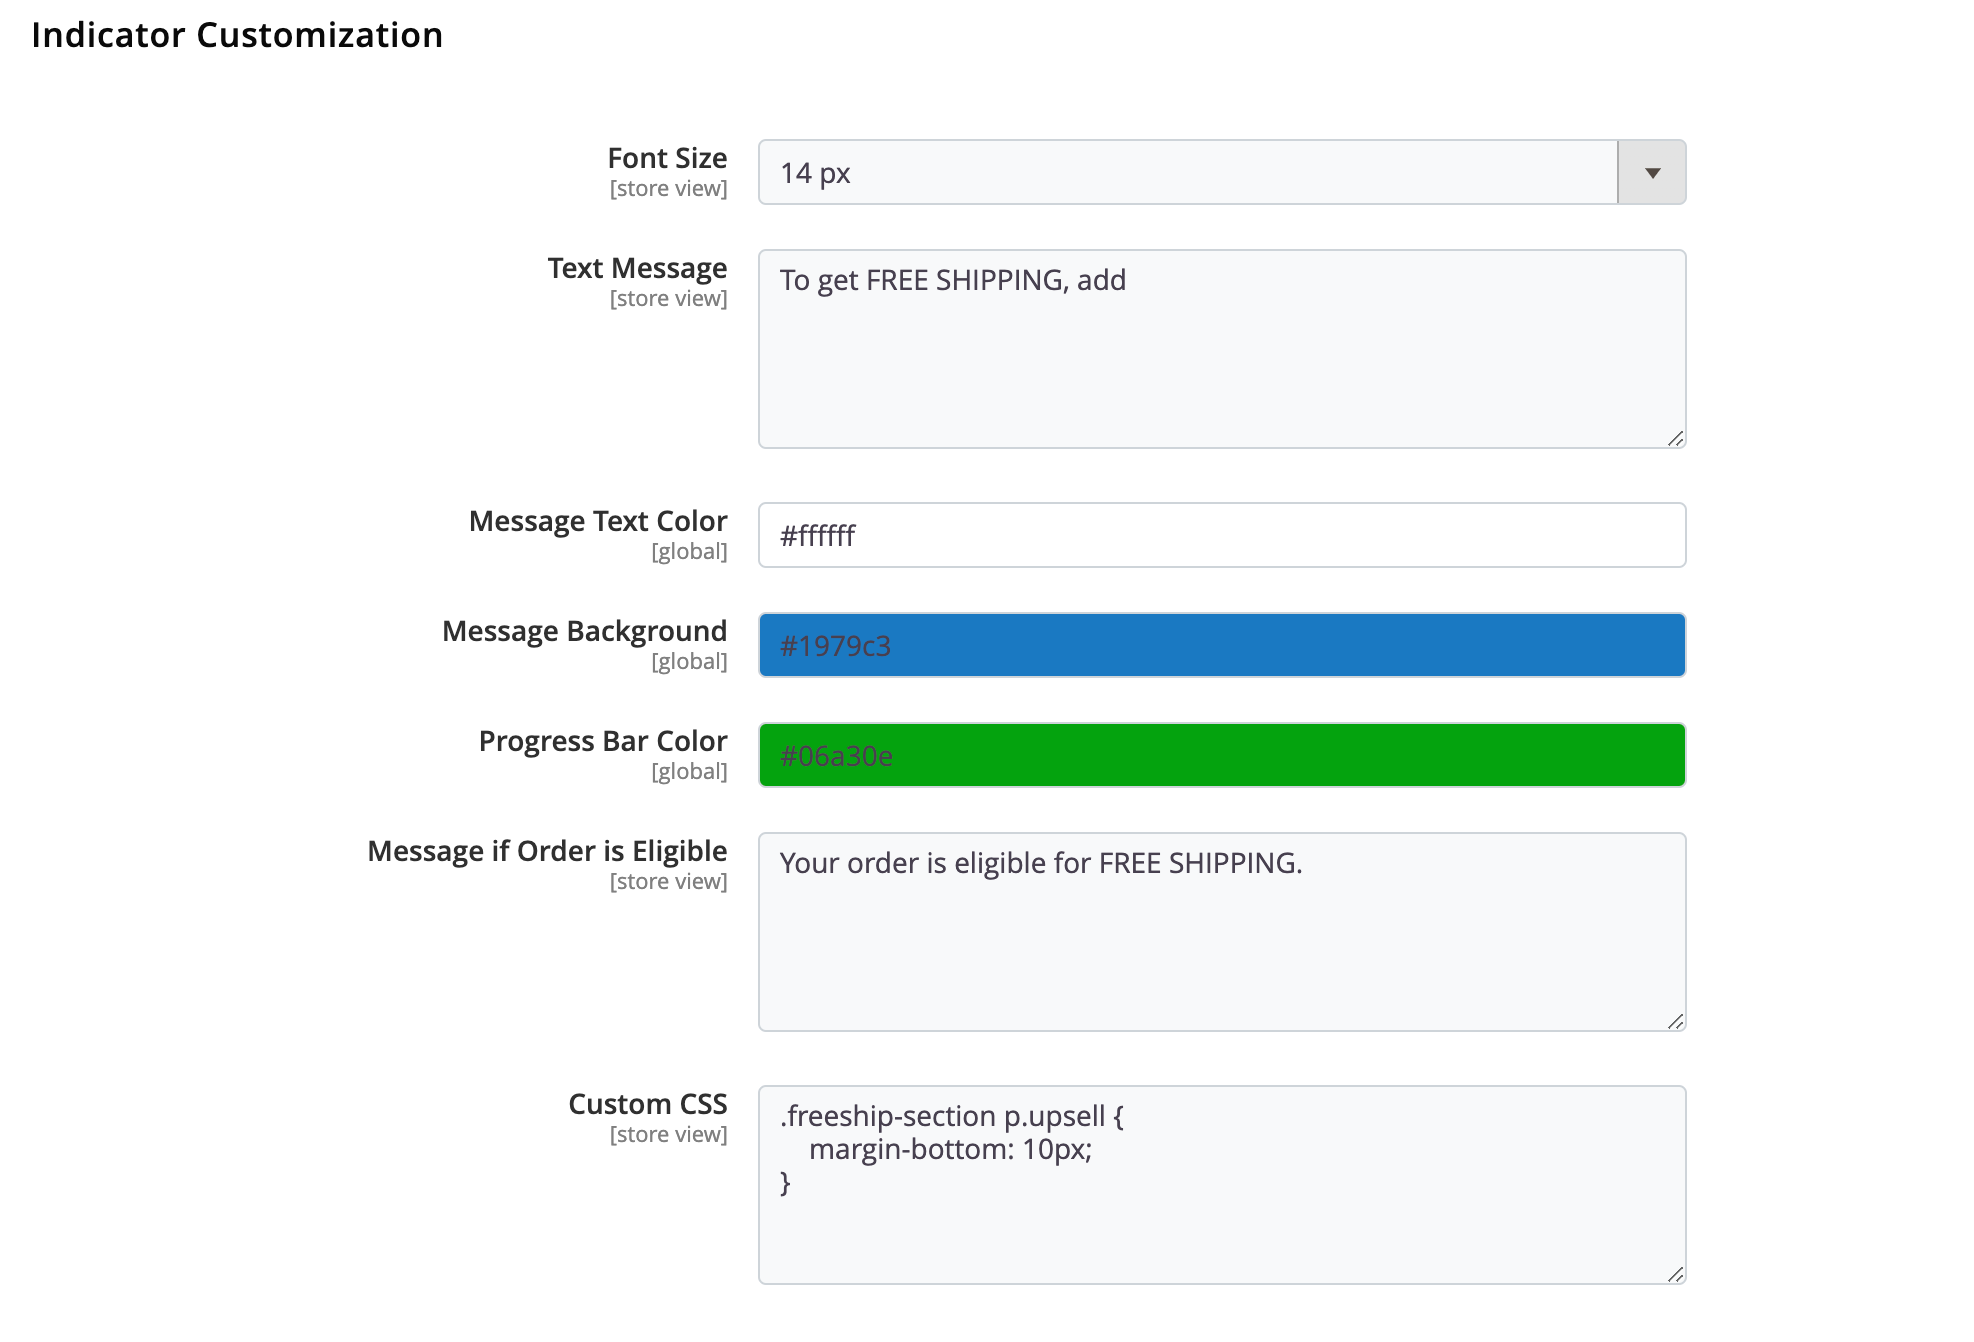 Indicator Customization
Font Size
[store view]
14 px
Text Message
[store view]
To get FREE SHIPPING, add
Message Text Color
[global]
#ffffff
Message Background
[global]
#1979c3
Progress Bar Color
[global]
#06a30e
Message if Order is Eligible
[store view]
Your order is eligible for FREE SHIPPING.
Custom CSS
[store view]
.freeship-section p.upsell {
    margin-bottom: 10px;
}